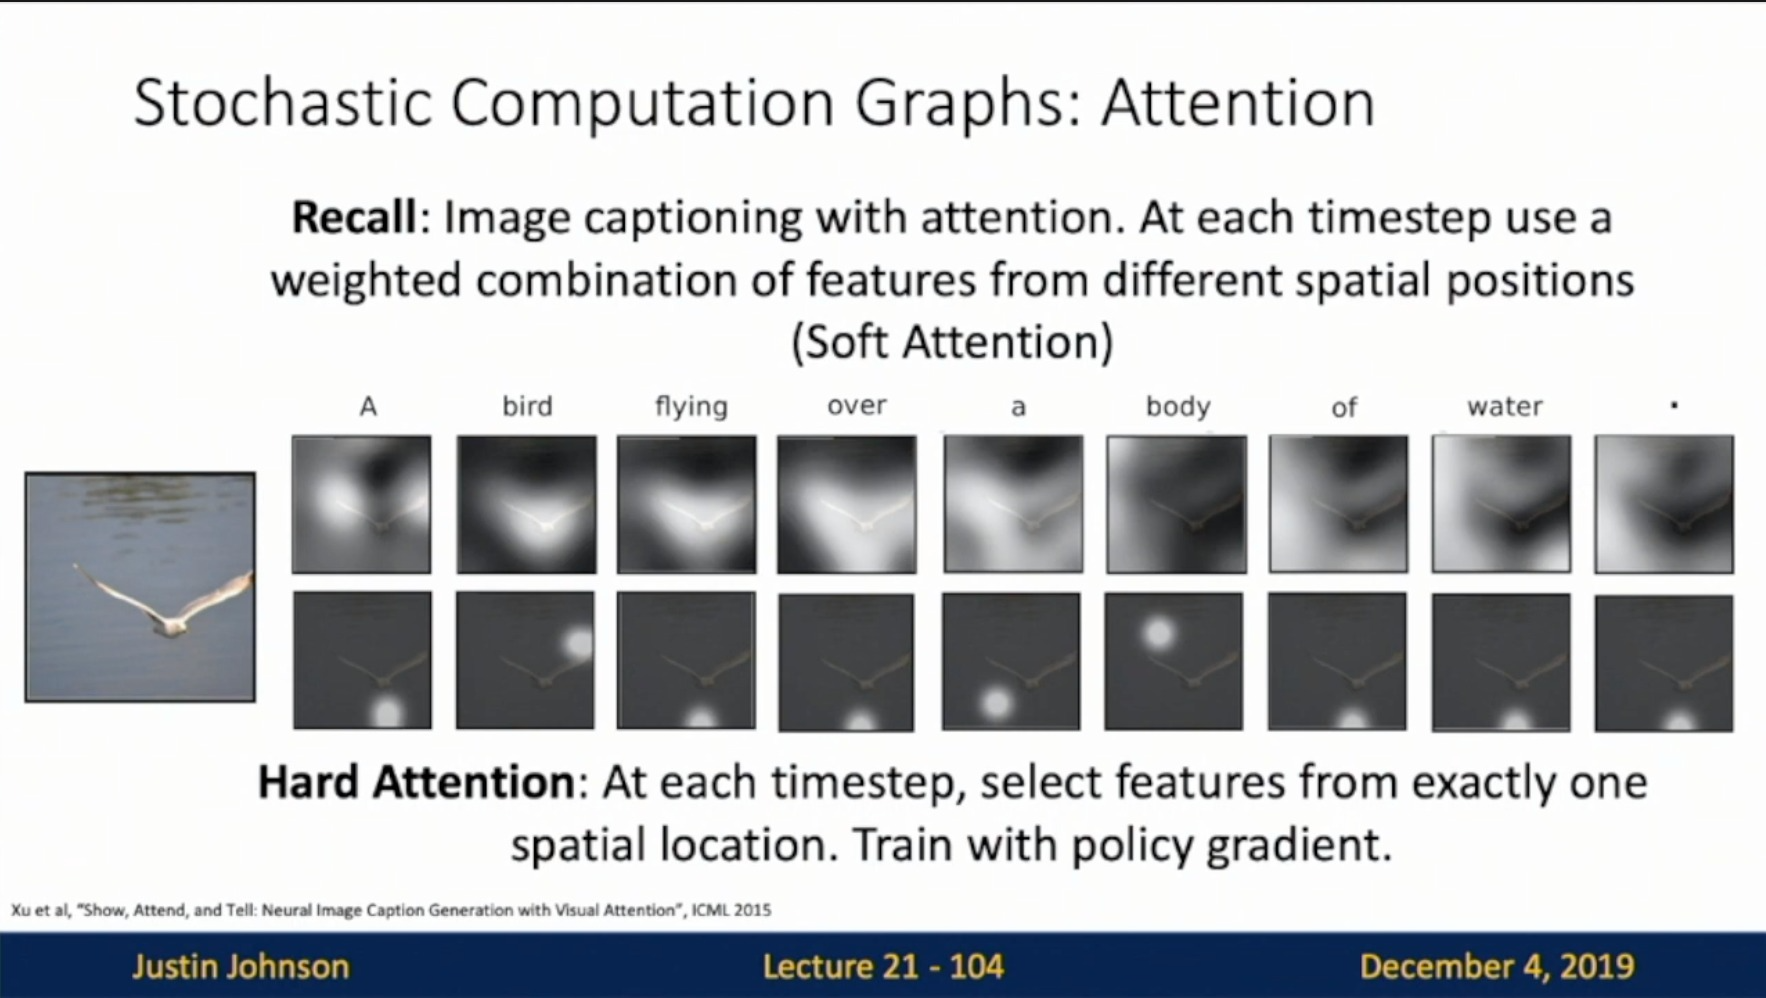 Stochastic Computation Graphs: Attention
Recall: Image captioning with attention. At each timestep use a
weighted combination of features from different spatial positions
(Soft Attention)
A bird flying over a body of water .
Hard Attention: At each timestep, select features from exactly one
spatial location. Train with policy gradient.
Xu et al, "Show, Attend, and Tell: Neural Image Caption Generation with Visual Attention", ICML 2015
Justin Johnson Lecture 21 - 104 December 4, 2019